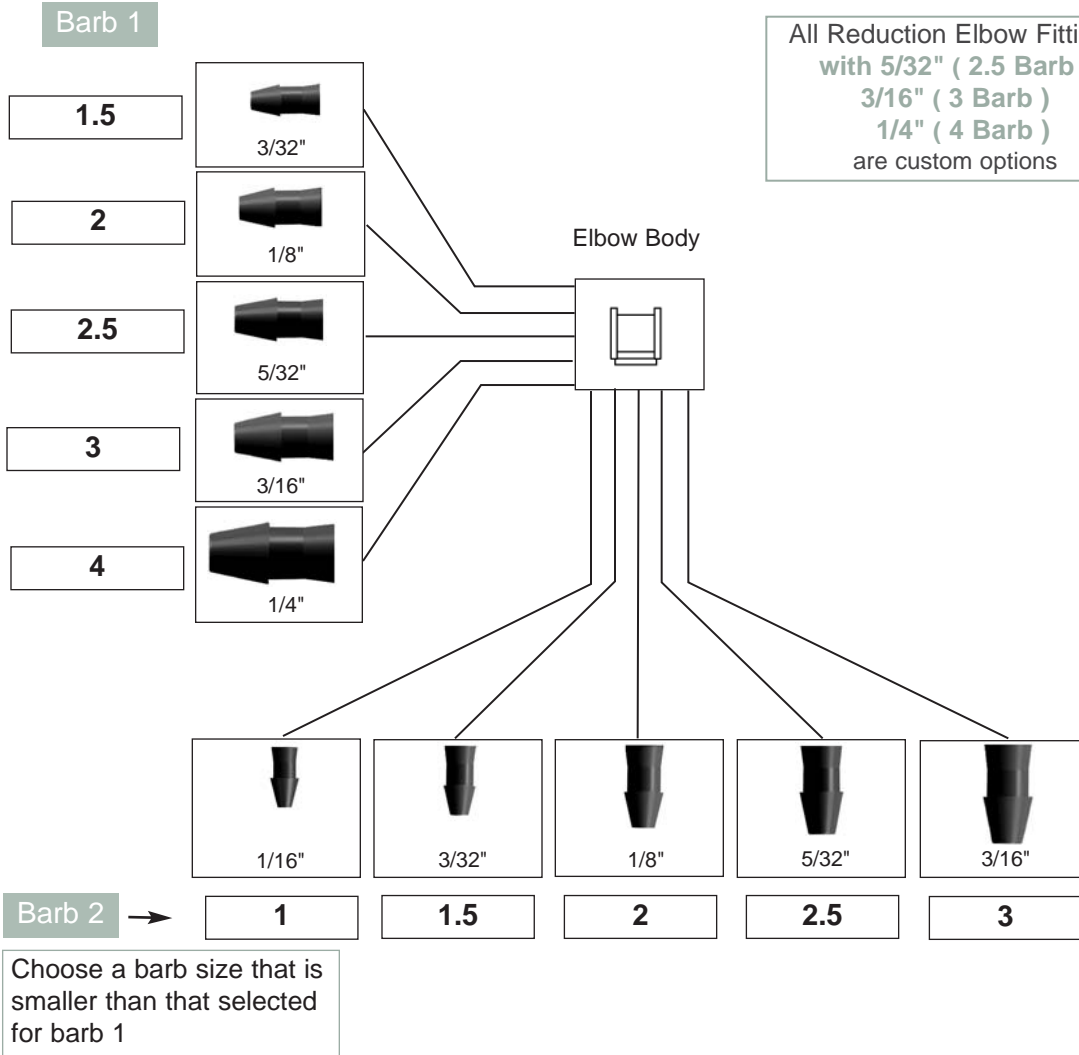 Barb 1
All Reduction Elbow
with 5/32" ( 2.5 Barb
3/16" ( 3 Barb )
1/4" ( 4 Barb )
are custom options
1.5
3/32"
2
1/8"
Elbow Body
2.5
5/32"
3
3/16"
4
1/4"
1/16"
3/32"
1/8"
5/32"
3/16"
Barb 2
1
1.5
2
2.5
3
Choose a barb size that is
smaller than that selected
for barb 1